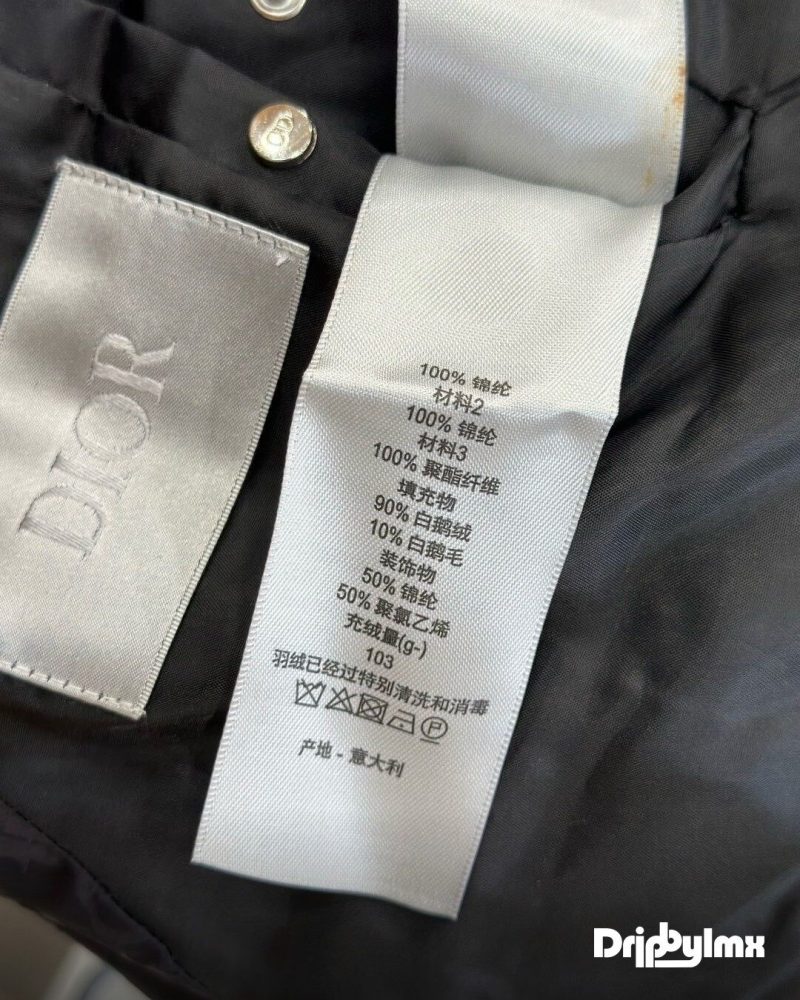 CD
DIOR
100% 锦纶
材料2
100% 锦纶
材料3
100% 聚酯纤维
填充物
90% 白鹅绒
10% 白鹅毛
装饰物
50% 锦纶
50% 聚氯乙烯
充绒量(g-)
103
羽绒已经过特别清洗和消毒
P
产地 - 意大利
Dripbylmx